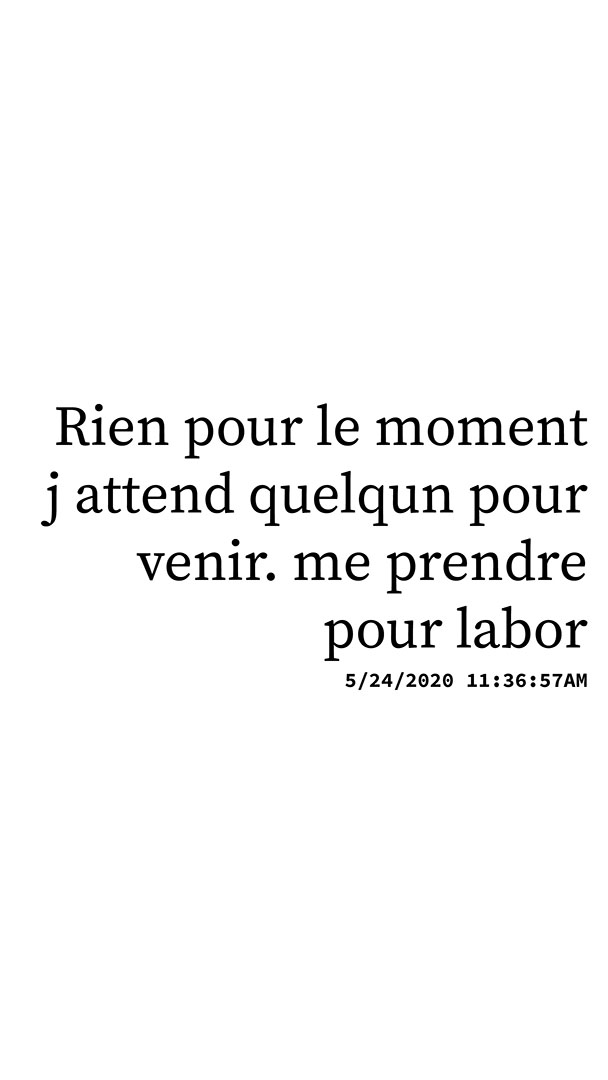 Rien pour le moment
j attend quelqun pour
venir. me prendre
pour labor
5/24/2020 11:36:57AM